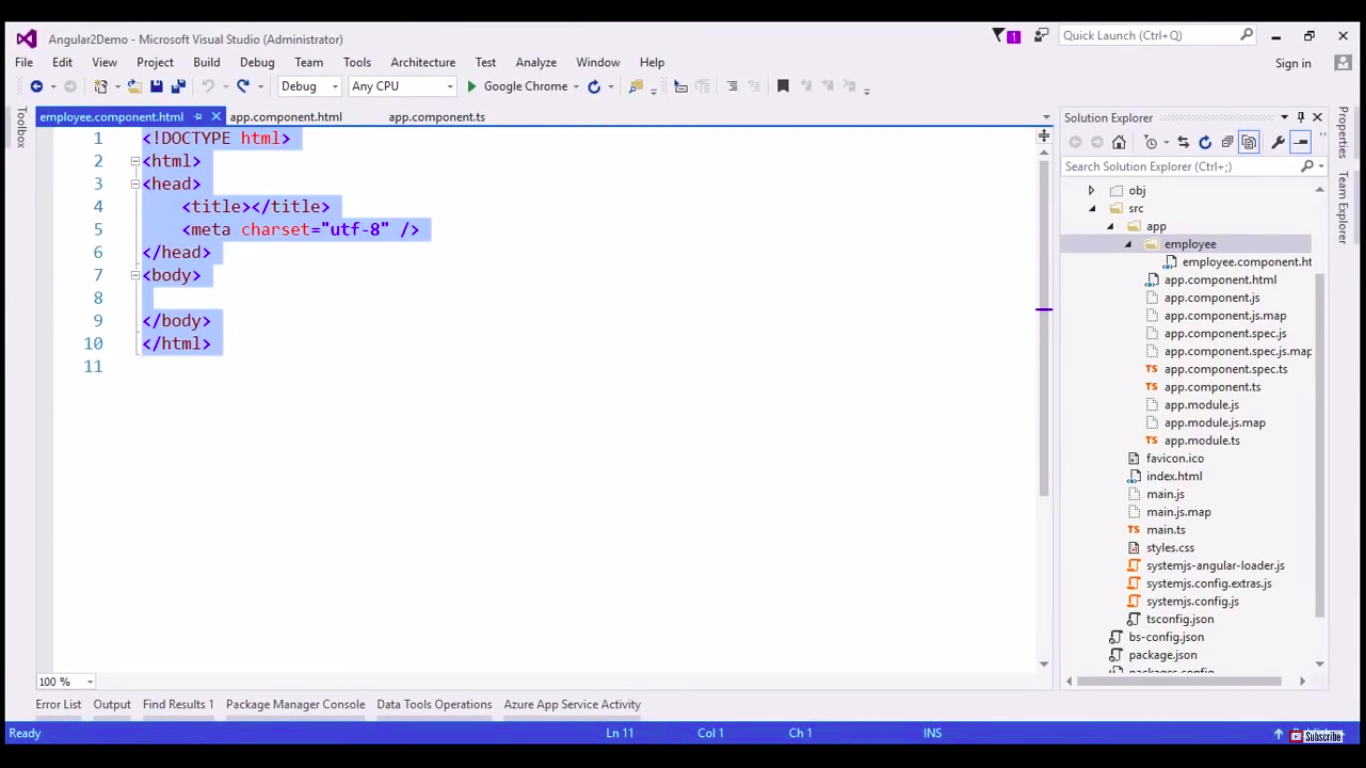 Angular2Demo - Microsoft Visual Studio (Administrator)
1
Quick Launch (Ctrl+Q)
File Edit View Project Build Debug Team Tools Architecture Test Analyze Window Help
Sign in
Debug Any CPU Google Chrome
Toolbox
employee.component.html app.component.html app.component.ts
1 <!DOCTYPE html>
2 <html>
3 <head>
4 <title></title>
5 <meta charset="utf-8" />
6 </head>
7 <body>
8
9 </body>
10 </html>
11
100 %
Solution Explorer
Search Solution Explorer (Ctrl+;)
obj
src
app
employee
employee.component.ht
app.component.html
app.component.js
app.component.js.map
app.component.spec.js
app.component.spec.js.map
app.component.spec.ts
app.component.ts
app.module.js
app.module.js.map
app.module.ts
favicon.ico
index.html
main.js
main.js.map
main.ts
styles.css
systemjs-angular-loader.js
systemjs.config.extras.js
systemjs.config.js
tsconfig.json
bs-config.json
package.json
packages.config
Properties
Team Explorer
Error List Output Find Results 1 Package Manager Console Data Tools Operations Azure App Service Activity
Ready Ln 11 Col 1 Ch 1 INS
Subscribe